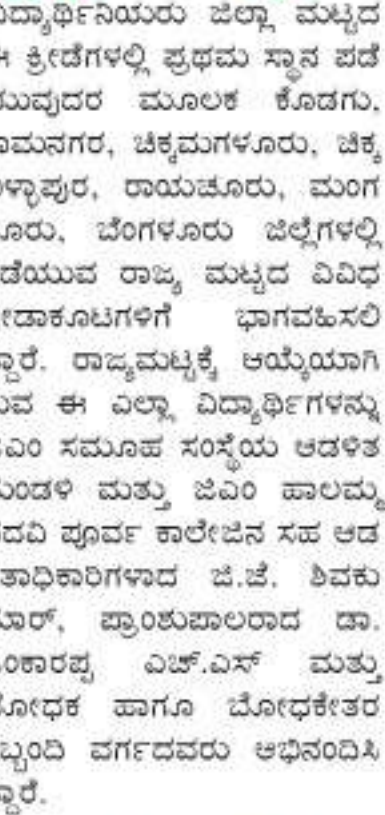 ವಿದ್ಯಾರ್ಥಿನಿಯರು ಜಿಲ್ಲಾ ಮಟ್ಟದ
ಈ ಕ್ರೀಡೆಗಳಲ್ಲಿ ಪ್ರಥಮ ಸ್ಥಾನ ಪಡೆ
ಯುವುದರ ಮೂಲಕ ಕೊಡಗು,
ರಾಮನಗರ, ಚಿಕ್ಕಮಗಳೂರು, ಚಿಕ್ಕ
ಬಳ್ಳಾಪುರ, ರಾಯಚೂರು, ಮಂಗ
ಳೂರು, ಬೆಂಗಳೂರು ಜಿಲ್ಲೆಗಳಲ್ಲಿ
ನಡೆಯುವ ರಾಜ್ಯ ಮಟ್ಟದ ವಿವಿಧ
ಕ್ರೀಡಾಕೂಟಗಳಿಗೆ ಭಾಗವಹಿಸಲಿ
ದ್ದಾರೆ. ರಾಜ್ಯಮಟ್ಟಕ್ಕೆ ಆಯ್ಕೆಯಾಗಿ
ರುವ ಈ ಎಲ್ಲಾ ವಿದ್ಯಾರ್ಥಿಗಳನ್ನು
ಜಿಎಂ ಸಮೂಹ ಸಂಸ್ಥೆಯ ಆಡಳಿತ
ಮಂಡಳಿ ಮತ್ತು ಜಿಎಂ ಹಾಲಮ್ಮ
ಪದವಿ ಪೂರ್ವ ಕಾಲೇಜಿನ ಸಹ ಆಡ
ಳಿತಾಧಿಕಾರಿಗಳಾದ ಜಿ.ಜೆ. ಶಿವಕು
ಮಾರ್, ಪ್ರಾಂಶುಪಾಲರಾದ ಡಾ.
ಓಂಕಾರಪ್ಪ ಎಚ್.ಎಸ್ ಮತ್ತು
ಬೋಧಕ ಹಾಗೂ ಬೋಧಕೇತರ
ಸಿಬ್ಬಂದಿ ವರ್ಗದವರು ಅಭಿನಂದಿಸಿ
ದ್ದಾರೆ.